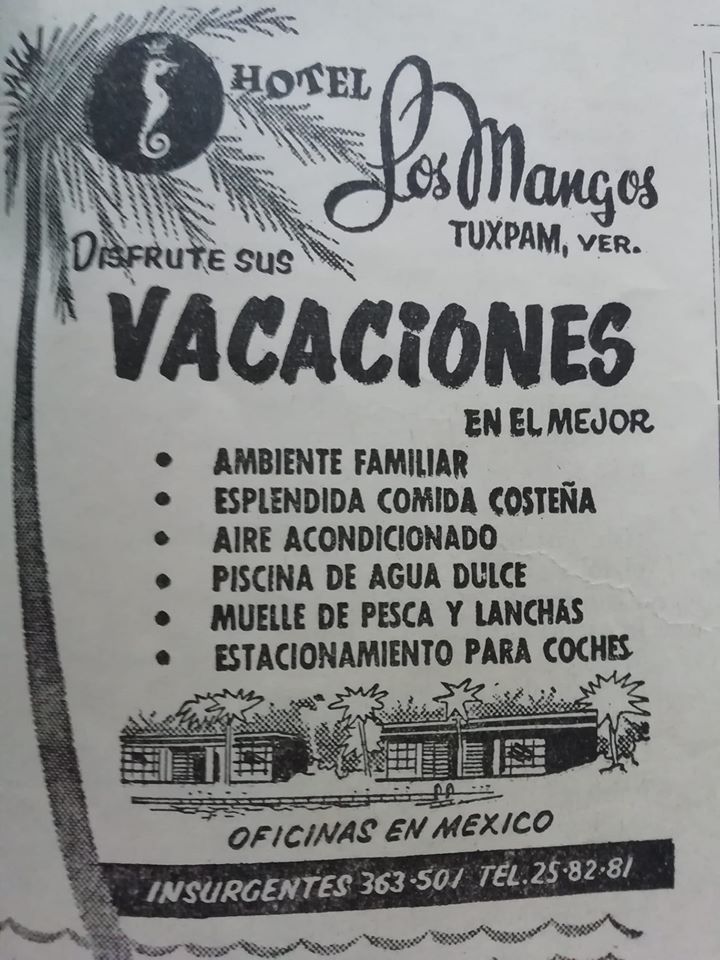 HOTEL
Los Mangos
TUXPAM, VER.
DISFRUTE SUS
VACACIONES
EN EL MEJOR
• AMBIENTE FAMILIAR
• ESPLENDIDA COMIDA COSTEÑA
• AIRE ACONDICIONADO
• PISCINA DE AGUA DULCE
• MUELLE DE PESCA Y LANCHAS
• ESTACIONAMIENTO PARA COCHES
OFICINAS EN MEXICO
INSURGENTES 363-501 TEL. 25-82-81